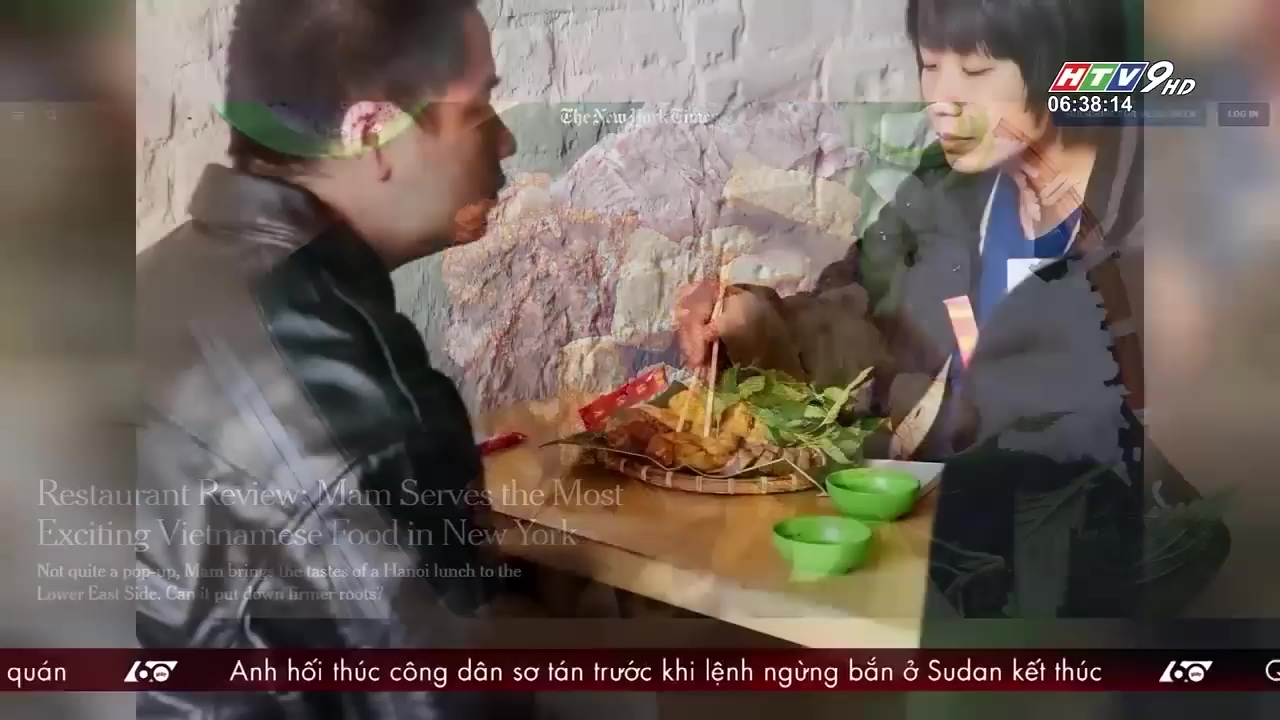 HTV9 HD
06:38:14
The New York Times
LOG IN
Restaurant Review: Mam Serves the Most
Exciting Vietnamese Food in New York
Not quite a pop-up, Mam brings the tastes of a Hanoi lunch to the
Lower East Side. Can it put down firmer roots?
quán
Anh hối thúc công dân sơ tán trước khi lệnh ngừng bắn ở Sudan kết thúc